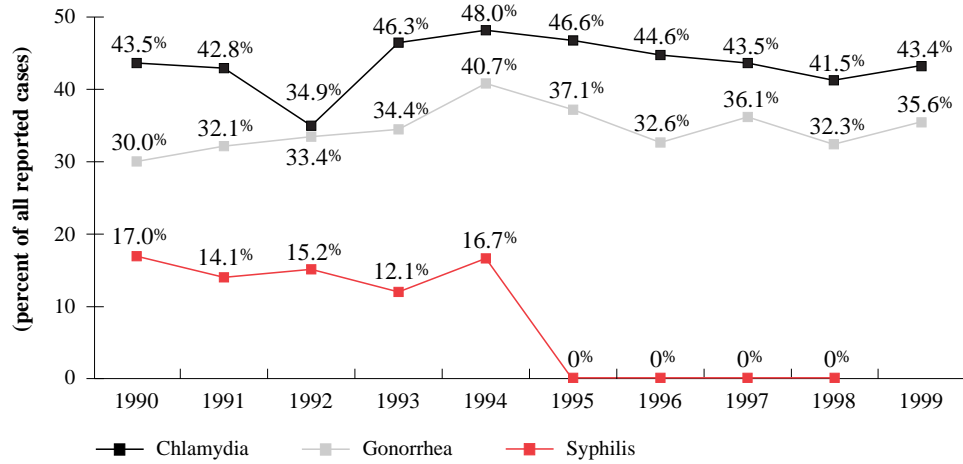 (percent of all reported cases)
50
40
30
20
10
0
43.5% 42.8% 34.9% 46.3% 48.0% 46.6% 44.6% 43.5% 41.5% 43.4%
30.0% 32.1% 33.4% 34.4% 40.7% 37.1% 32.6% 36.1% 32.3% 35.6%
17.0% 14.1% 15.2% 12.1% 16.7% 0% 0% 0% 0%
1990 1991 1992 1993 1994 1995 1996 1997 1998 1999
Chlamydia Gonorrhea Syphilis